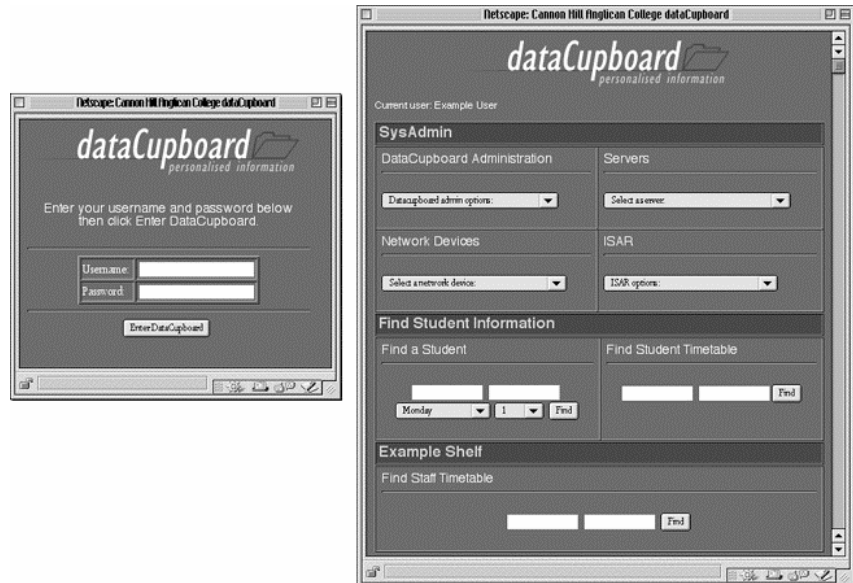 Netscape: Cannon Hill Anglican College dataCupboard
dataCupboard
personalised information
Enter your username and password below
then click Enter DataCupboard.
Username:
Password:
Enter DataCupboard
Netscape: Cannon Hill Anglican College dataCupboard
dataCupboard
personalised information
Current user: Example User
SysAdmin
DataCupboard Administration
Servers
Datacupboard admin options:
Select a server:
Network Devices
ISAR
Select a network device:
ISAR options:
Find Student Information
Find a Student
Find Student Timetable
Find
Monday
1
Find
Example Shelf
Find Staff Timetable
Find